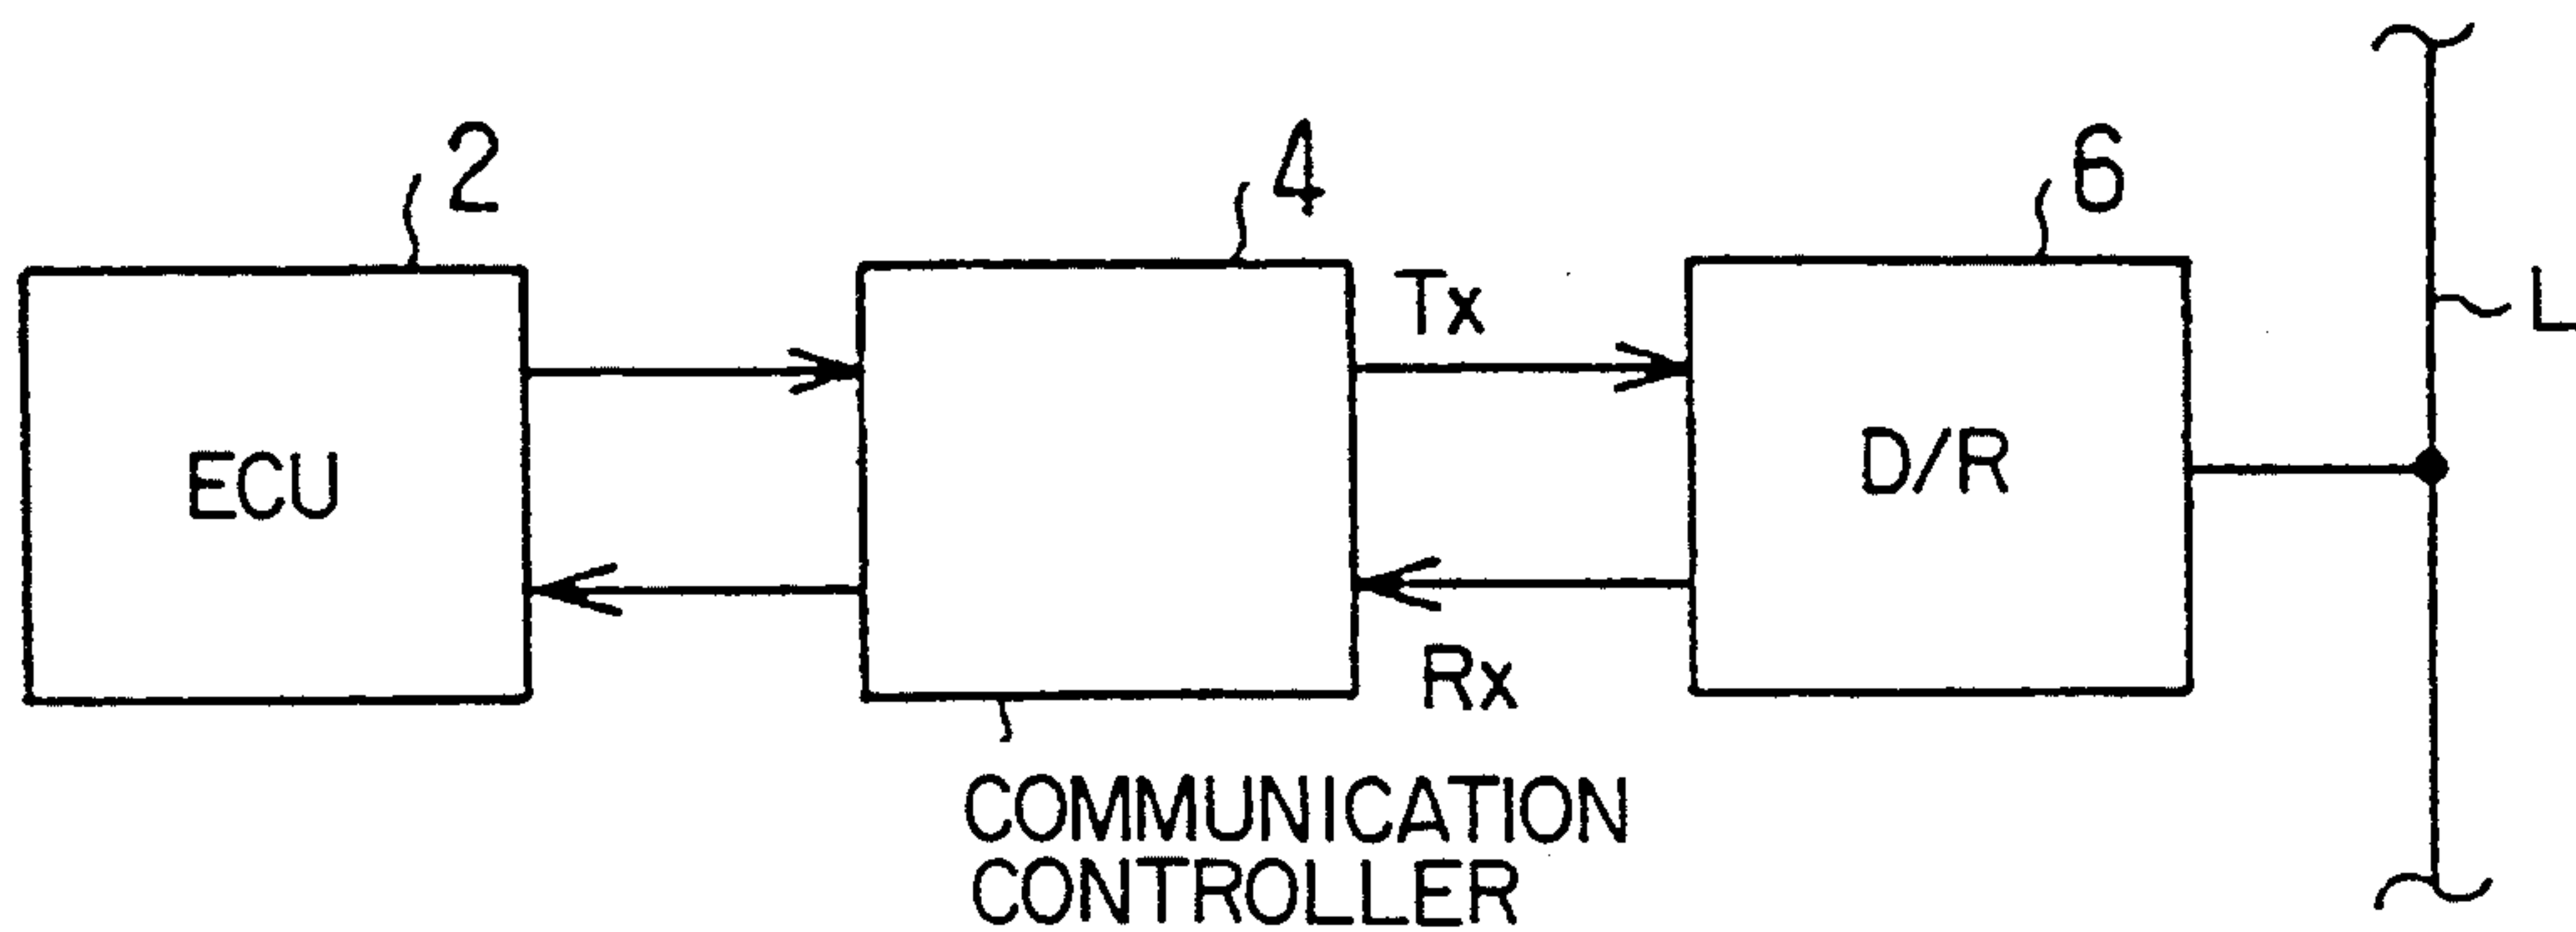 2
4
6
Tx
L
ECU
D/R
Rx
COMMUNICATION
CONTROLLER